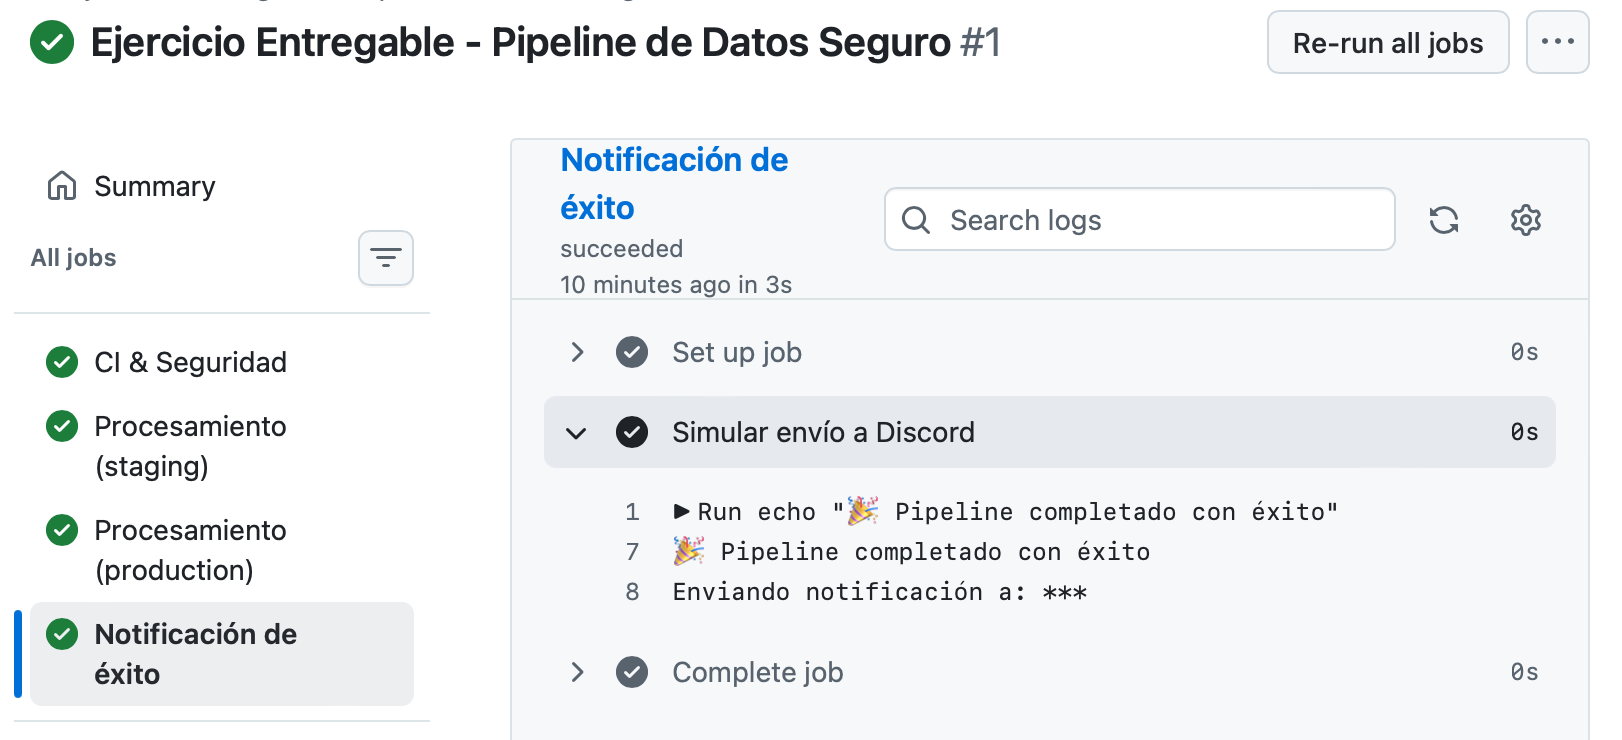 Ejercicio Entregable - Pipeline de Datos Seguro #1
Re-run all jobs
Summary
All jobs
CI & Seguridad
Procesamiento
(staging)
Procesamiento
(production)
Notificación de
éxito
Notificación de
éxito
succeeded
10 minutes ago in 3s
Search logs
Set up job 0s
Simular envío a Discord 0s
1 ▶Run echo "🎉 Pipeline completado con éxito"
7 🎉 Pipeline completado con éxito
8 Enviando notificación a: ***
Complete job 0s